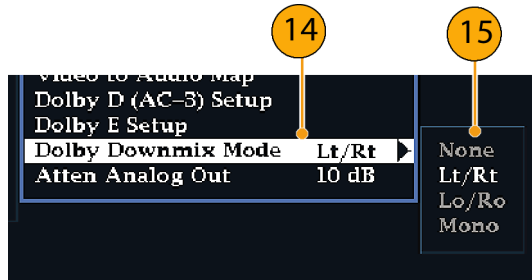 14
15
Video to Audio Map
Dolby D (AC-3) Setup
Dolby E Setup
Dolby Downmix Mode Lt/Rt
Atten Analog Out 10 dB
None
Lt/Rt
Lo/Ro
Mono